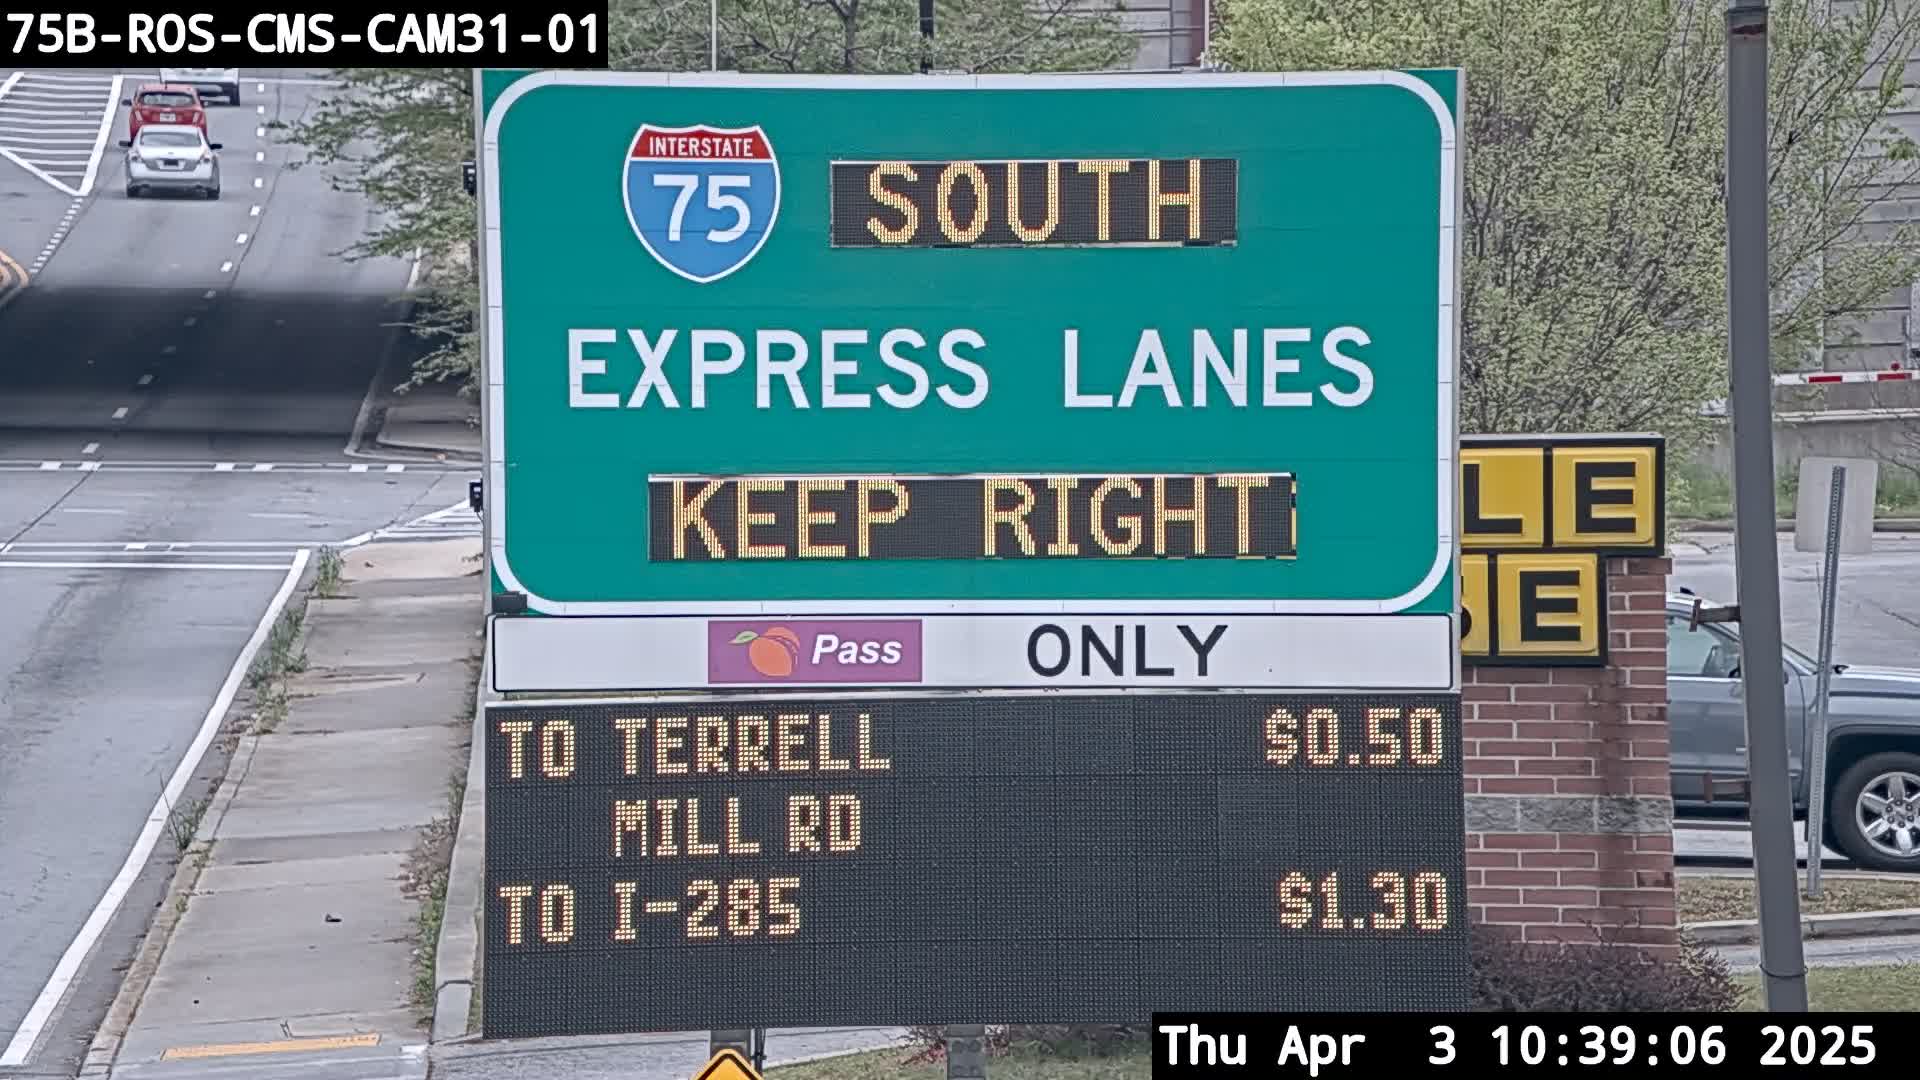 75B-ROS-CMS-CAM31-01
INTERSTATE
75
SOUTH
EXPRESS LANES
KEEP RIGHT
Pass ONLY
TO TERRELL $0.50
MILL RD
TO I-285 $1.30
LE
E
Thu Apr 3 10:39:06 2025